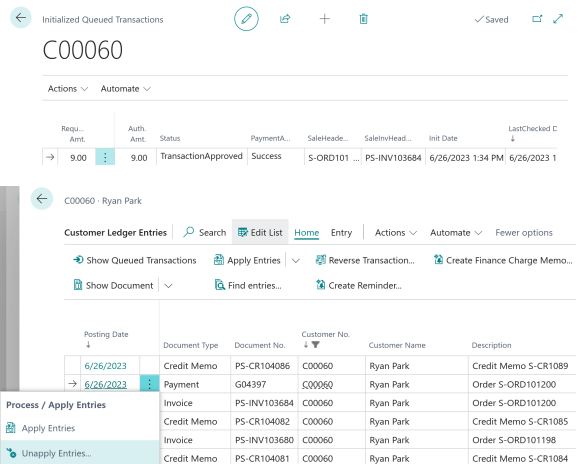 Initialized Queued Transactions
Saved
C00060
Actions Automate
Requ... Amt. Auth. Amt. Status PaymentA... SaleHeade... SaleInvHead... Init Date LastChecked D
9.00 9.00 TransactionApproved Success S-ORD101 ... PS-INV103684 6/26/2023 1:34 PM 6/26/2023 1
C00060 · Ryan Park
Customer Ledger Entries Search Edit List Home Entry Actions Automate Fewer options
Show Queued Transactions Apply Entries Reverse Transaction... Create Finance Charge Memo...
Show Document Find entries... Create Reminder...
Posting Date Document Type Document No. Customer No. Customer Name Description
6/26/2023 Credit Memo PS-CR104086 C00060 Ryan Park Credit Memo S-CR1089
6/26/2023 Payment G04397 C00060 Ryan Park Order S-ORD101200
Process / Apply Entries Invoice PS-INV103684 C00060 Ryan Park Order S-ORD101200
Apply Entries Credit Memo PS-CR104082 C00060 Ryan Park Credit Memo S-CR1085
Invoice PS-INV103680 C00060 Ryan Park Order S-ORD101198
Unapply Entries... Credit Memo PS-CR104081 C00060 Ryan Park Credit Memo S-CR1084